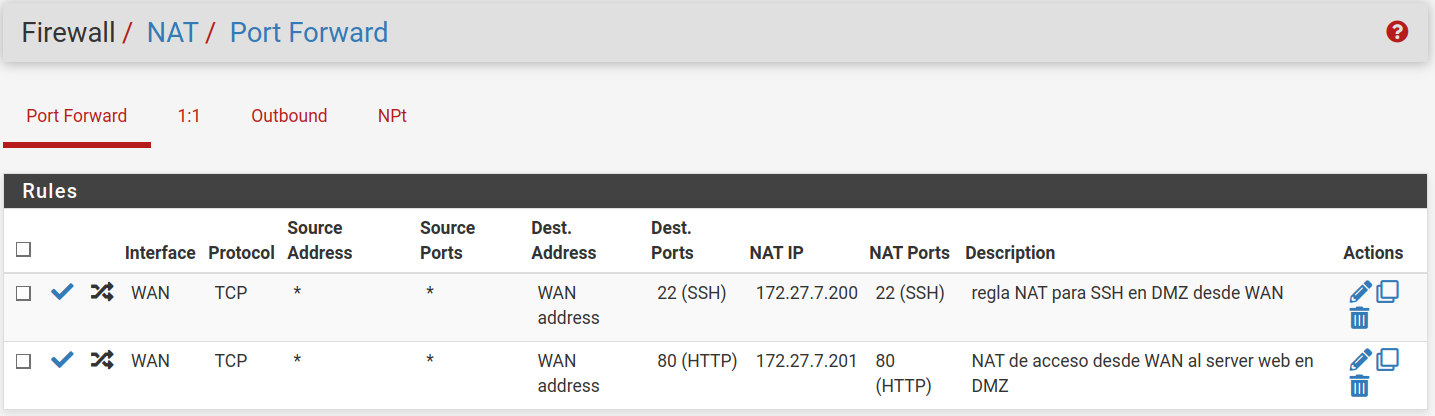 Firewall / NAT / Port Forward
Port Forward 1:1 Outbound NPt
Rules
Interface Protocol Source Address Source Ports Dest. Address Dest. Ports NAT IP NAT Ports Description Actions
WAN TCP * * WAN address 22 (SSH) 172.27.7.200 22 (SSH) regla NAT para SSH en DMZ desde WAN
WAN TCP * * WAN address 80 (HTTP) 172.27.7.201 80 (HTTP) NAT de acceso desde WAN al server web en DMZ